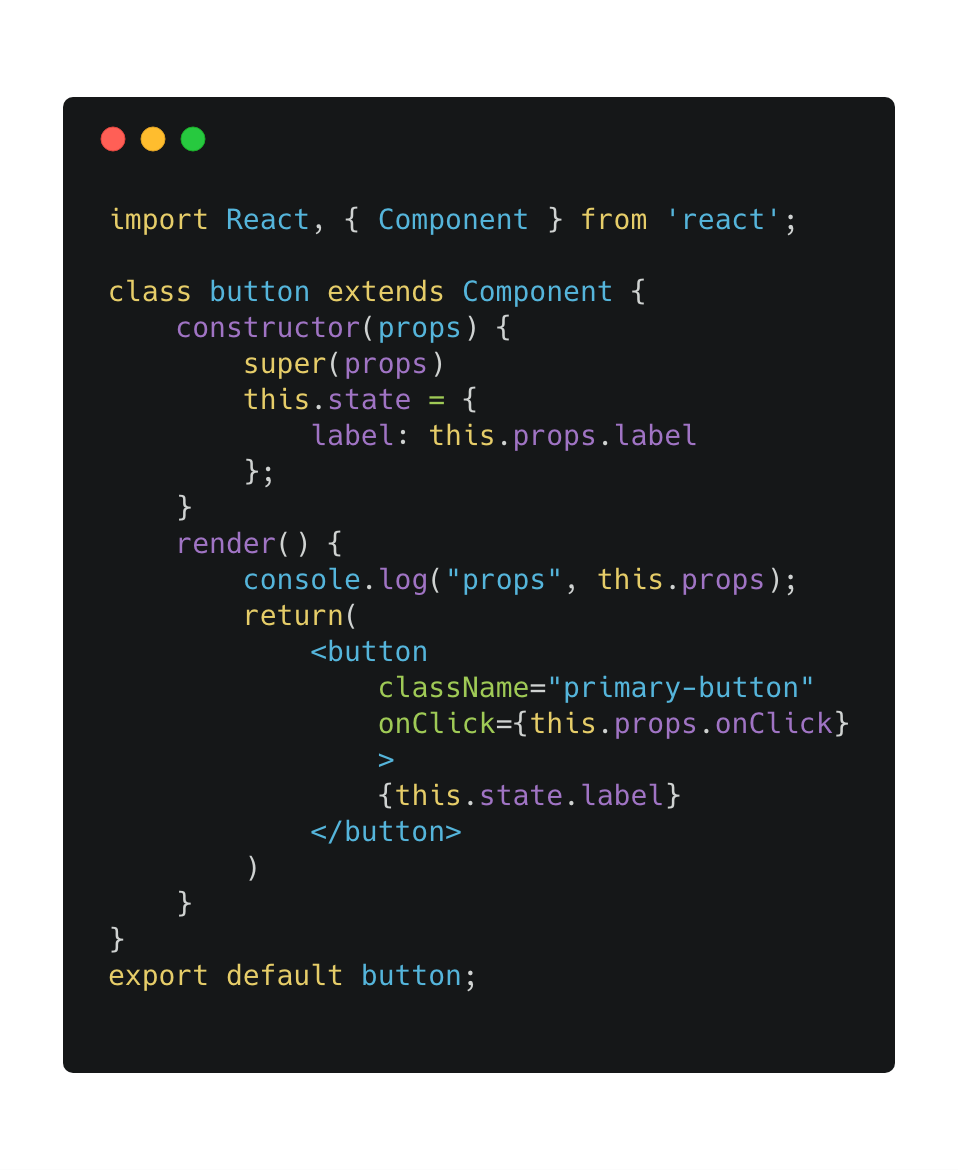 import React, { Component } from 'react';

class button extends Component {
    constructor(props) {
        super(props)
        this.state = {
            label: this.props.label
        };
    }
    render() {
        console.log("props", this.props);
        return(
            <button
                className="primary-button"
                onClick={this.props.onClick}
                >
                {this.state.label}
            </button>
        )
    }
}
export default button;